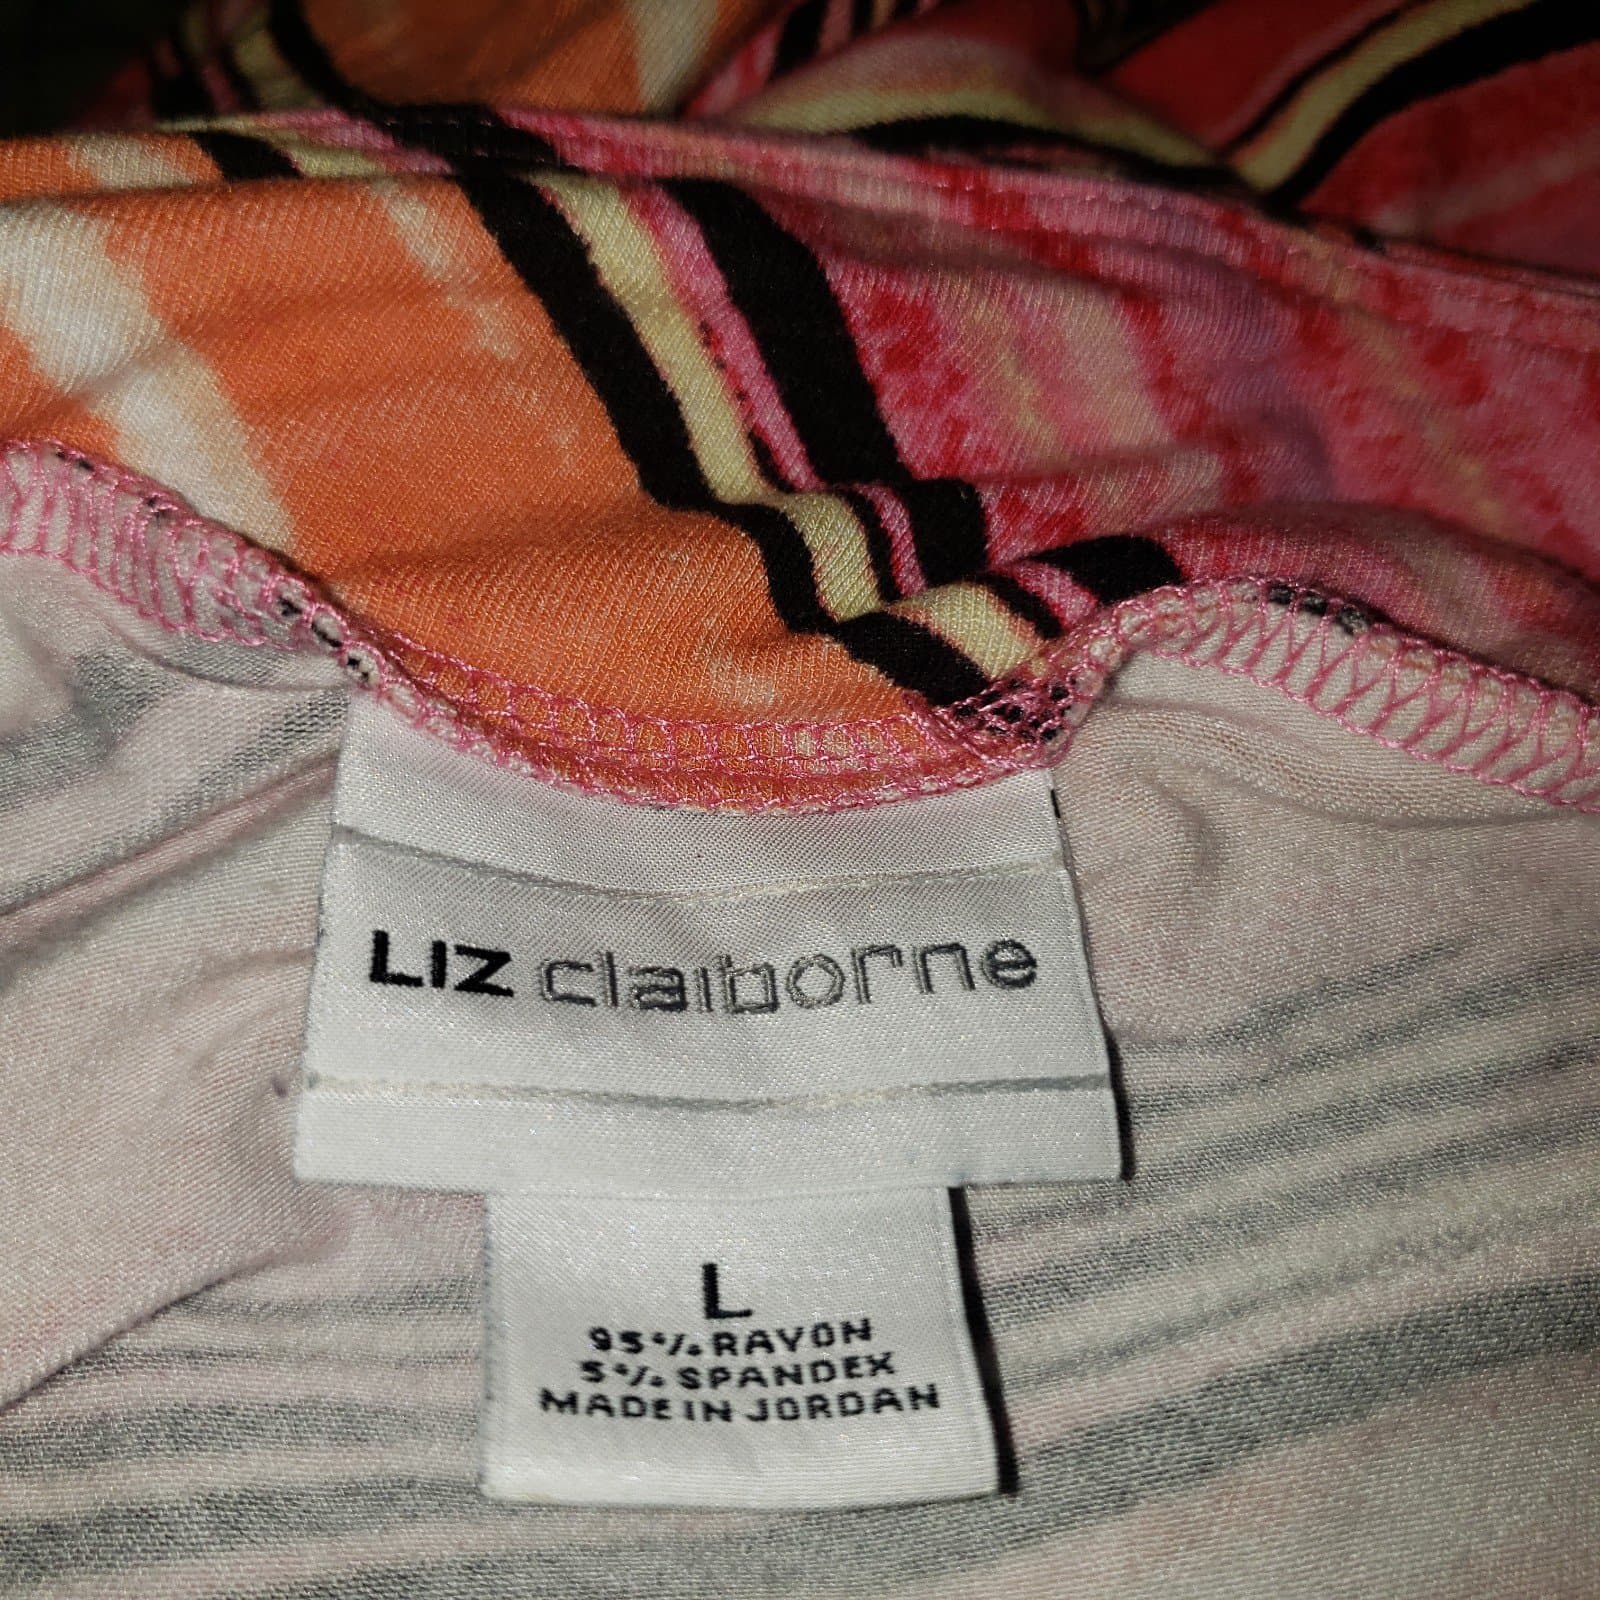 LIZ claiborne
L
95% RAYON
5% SPANDEX
MADE IN JORDAN